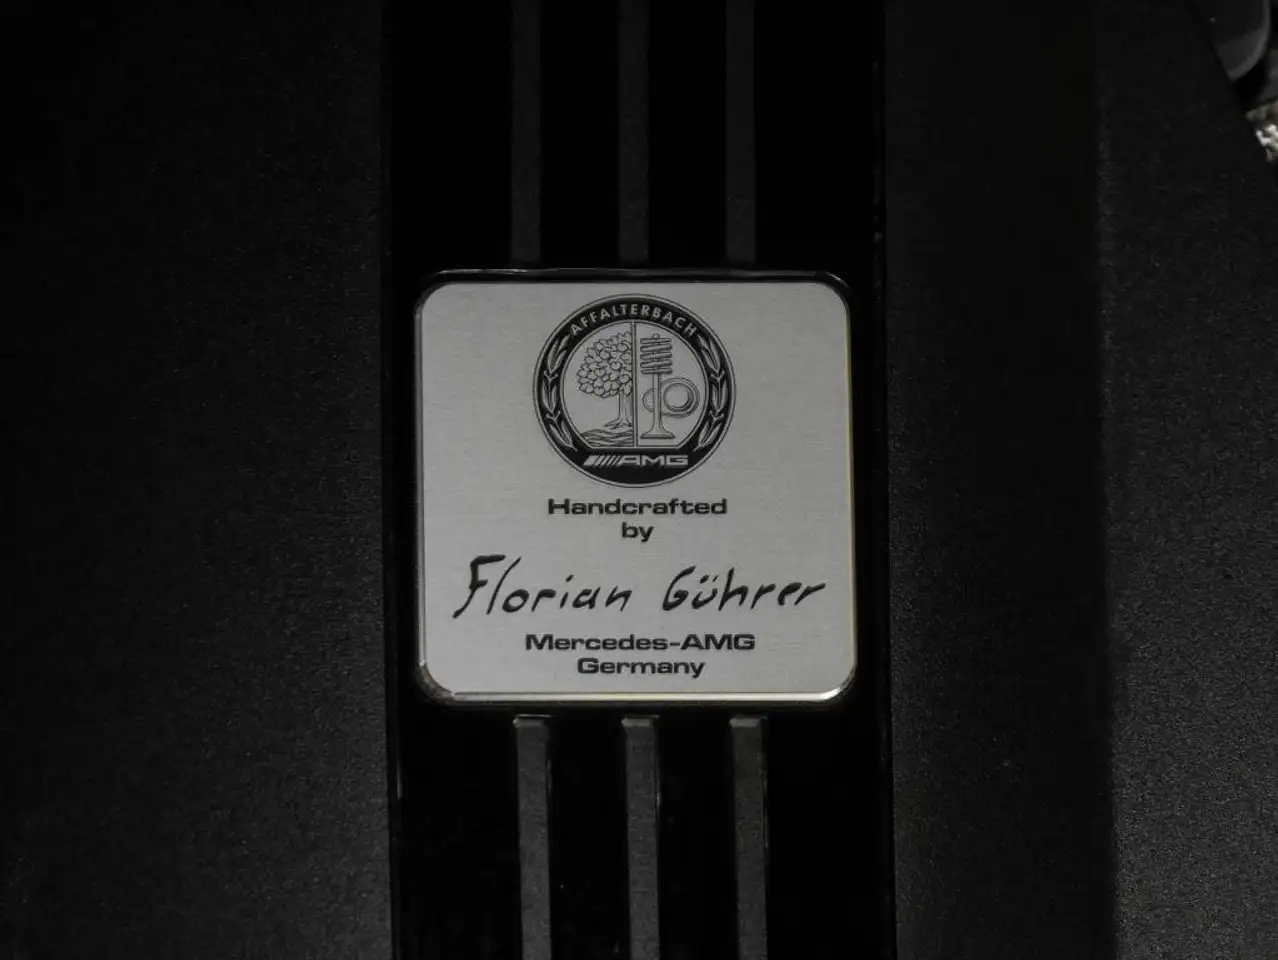 AFFALTERBACH
AMG
Handcrafted
by
Florian Gührer
Mercedes-AMG
Germany